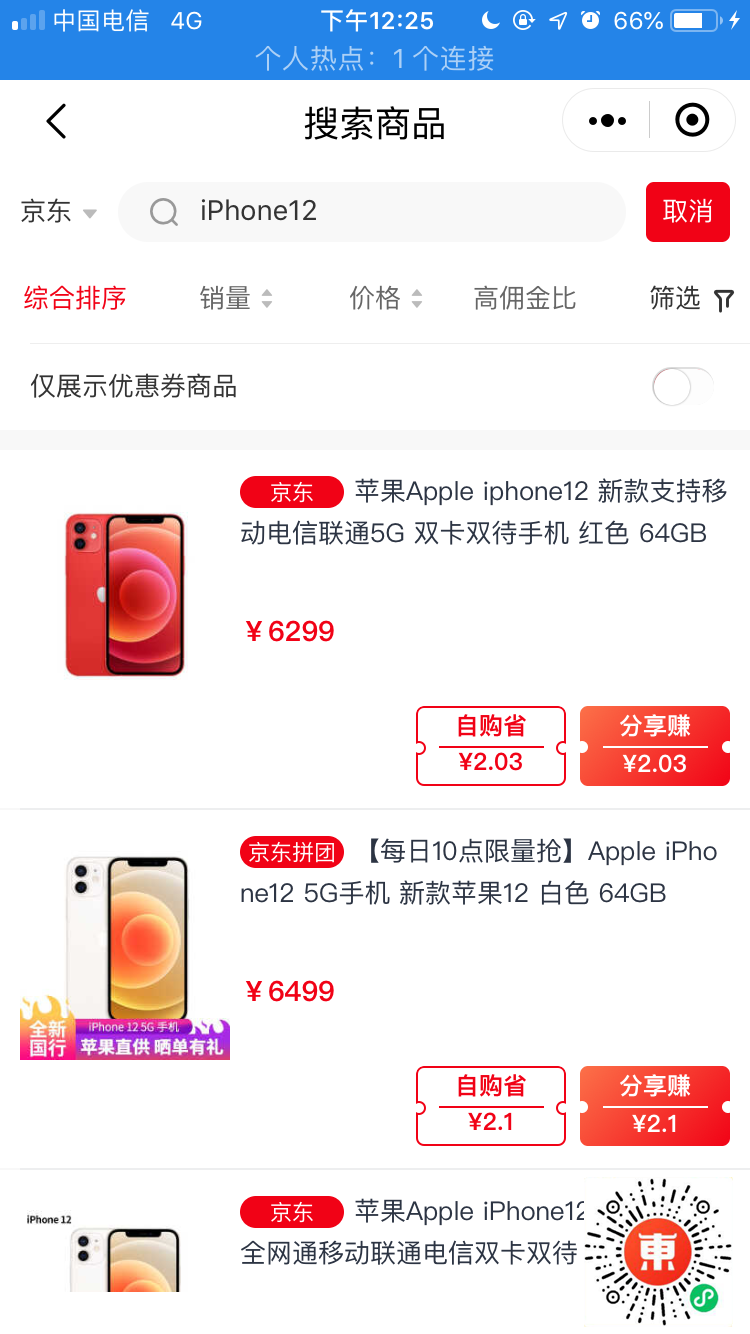 中国电信 4G 下午12:25 66%
个人热点：1 个连接
搜索商品
京东 iPhone12 取消
综合排序 销量 价格 高佣金比 筛选
仅展示优惠券商品
京东 苹果Apple iphone12 新款支持移
动电信联通5G 双卡双待手机 红色 64GB
¥6299
自购省 分享赚
¥2.03 ¥2.03
京东拼团 【每日10点限量抢】Apple iPho
ne12 5G手机 新款苹果12 白色 64GB
¥6499
全新 iPhone 12 5G 手机
国行 苹果直供 晒单有礼
自购省 分享赚
¥2.1 ¥2.1
iPhone 12
京东 苹果Apple iPhone12
全网通移动联通电信双卡双待
東